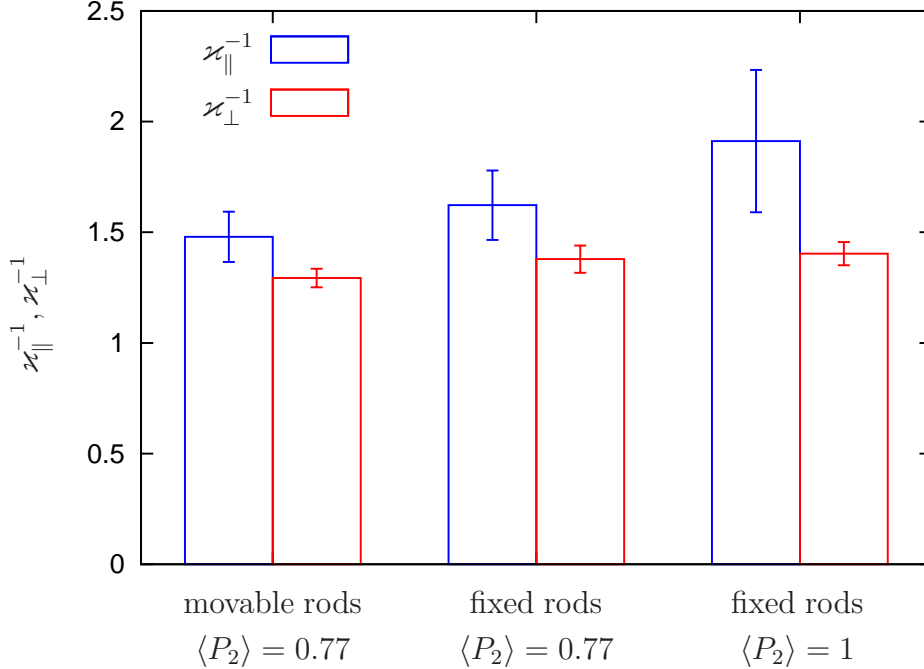 2.5
2
1.5
1
0.5
0
ϰ∥⁻¹, ϰ⊥⁻¹
ϰ∥⁻¹
ϰ⊥⁻¹
movable rods fixed rods fixed rods
⟨P₂⟩ = 0.77 ⟨P₂⟩ = 0.77 ⟨P₂⟩ = 1